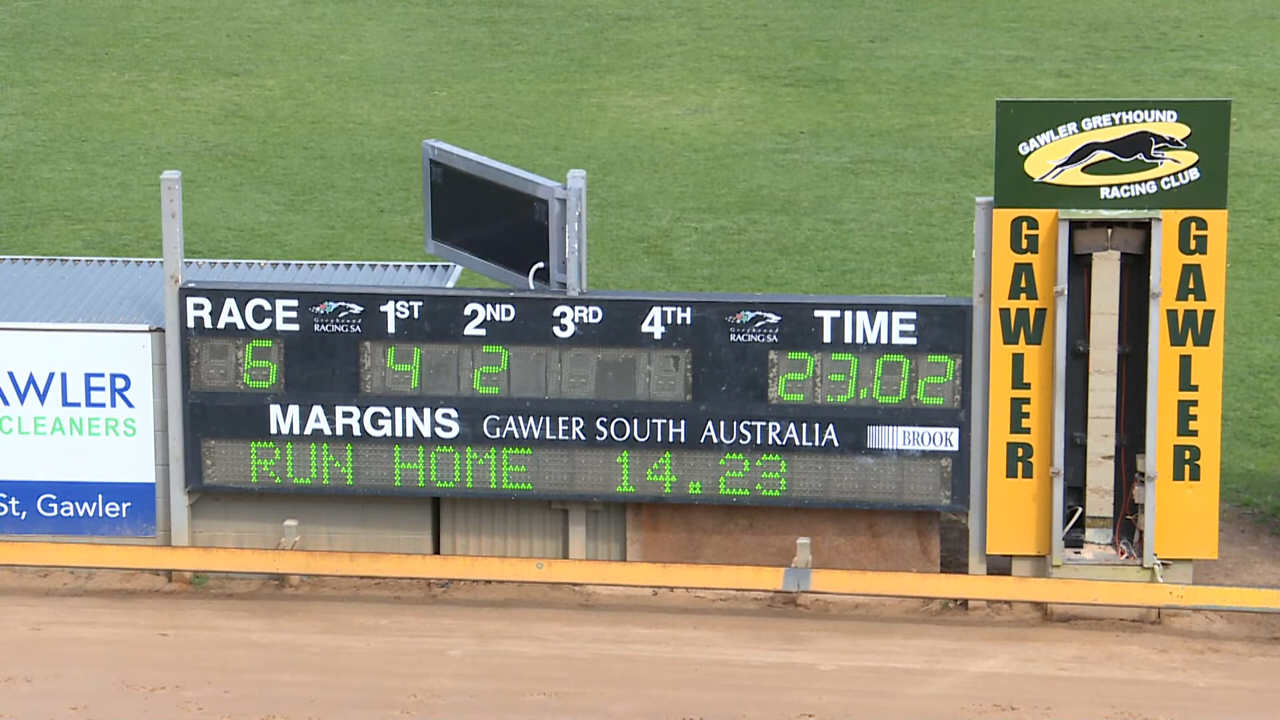 GAWLER GREYHOUND
RACING CLUB
RACE
Greyhound
RACING SA
1ST 2ND 3RD 4TH
Greyhound
RACING SA
TIME
6 4 2 23.02
MARGINS GAWLER SOUTH AUSTRALIA BROOK
RUN HOME 14.23
GAWLER
GAWLER
AWLER
CLEANERS
St, Gawler